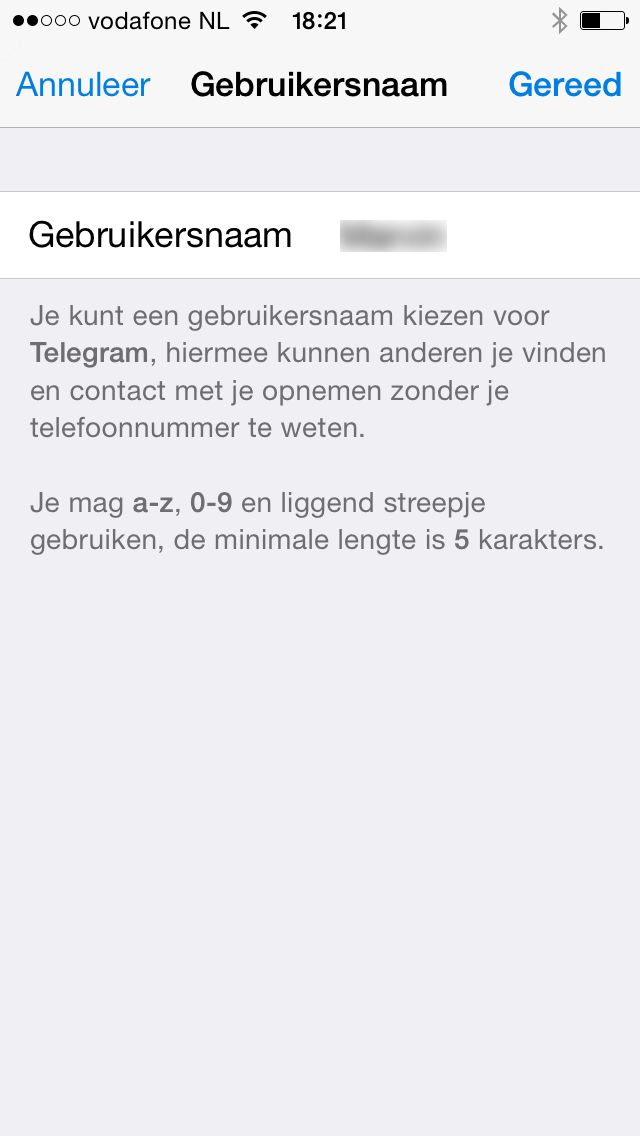 vodafone NL 18:21
Annuleer Gebruikersnaam Gereed
Gebruikersnaam
Je kunt een gebruikersnaam kiezen voor
Telegram, hiermee kunnen anderen je vinden
en contact met je opnemen zonder je
telefoonnummer te weten.
Je mag a-z, 0-9 en liggend streepje
gebruiken, de minimale lengte is 5 karakters.